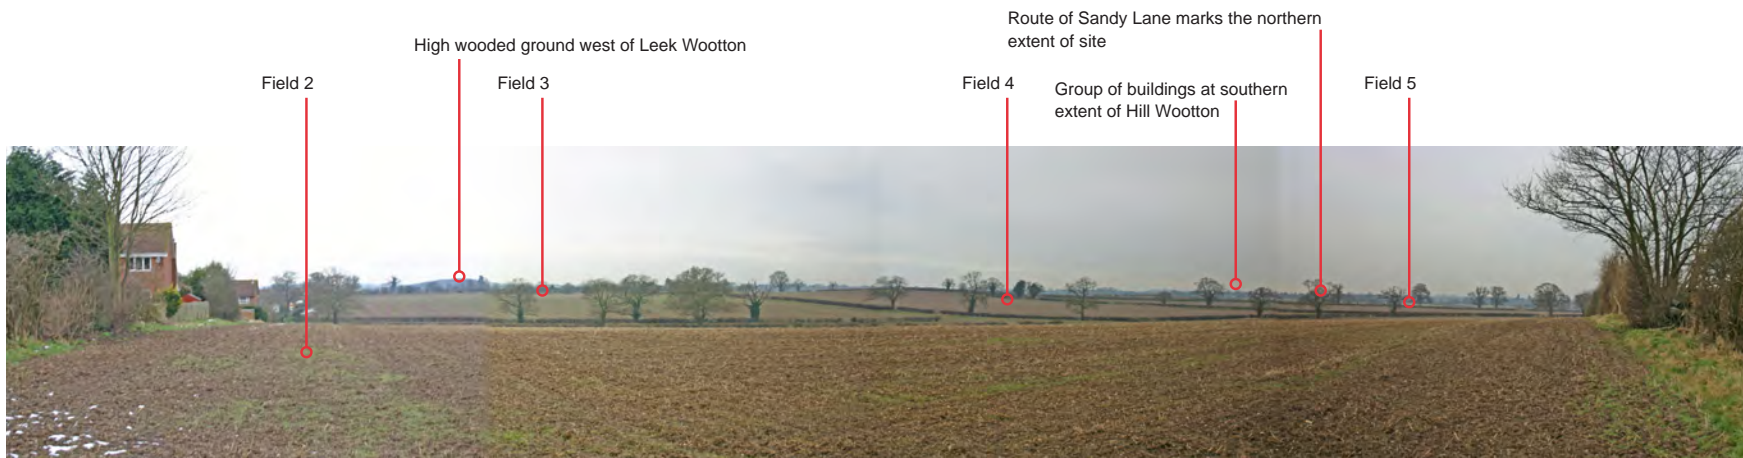 Route of Sandy Lane marks the northern
extent of site
High wooded ground west of Leek Wootton
Field 2
Field 3
Field 4
Group of buildings at southern
extent of Hill Wootton
Field 5